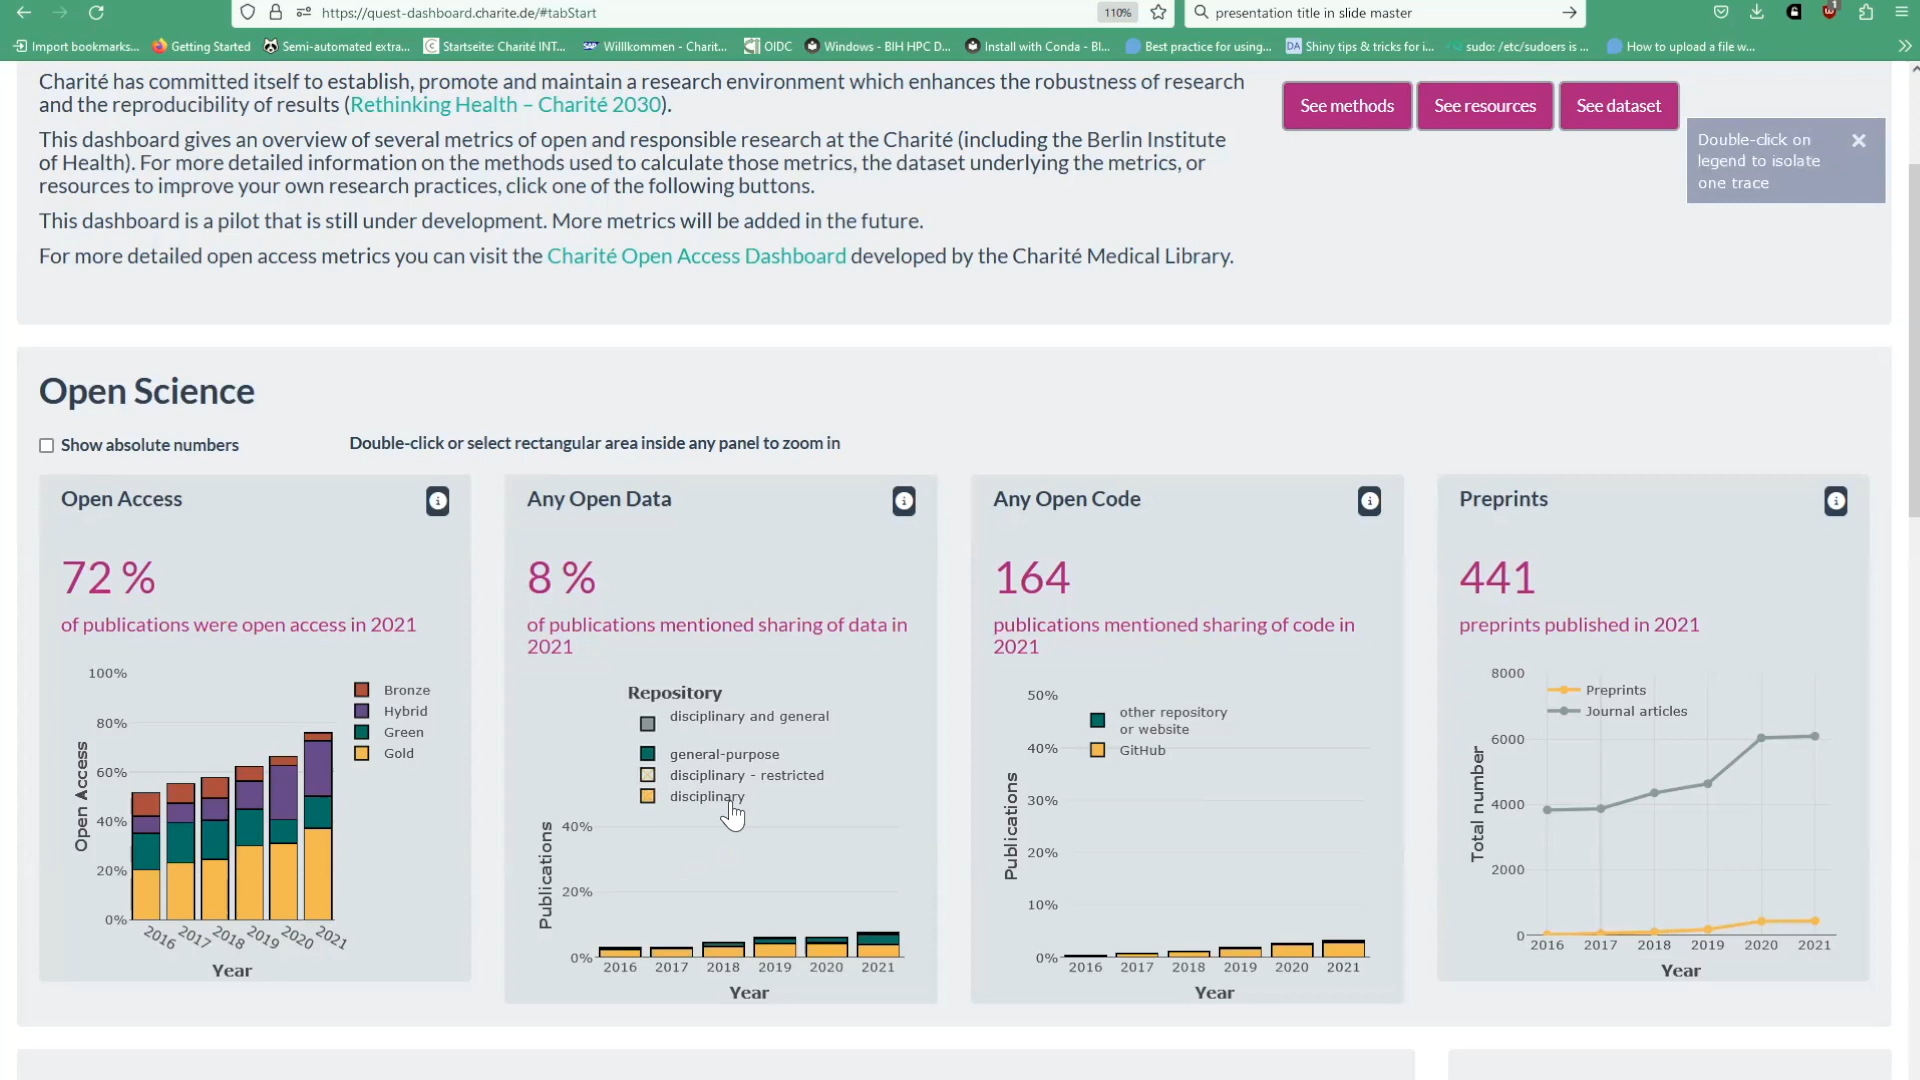 https://quest-dashboard.charite.de/#tabStart
110%
presentation title in slide master
1
Import bookmarks...
Getting Started
Semi-automated extra...
Startseite: Charité INT...
Willlkommen - Charit...
OIDC
Windows - BIH HPC D...
Install with Conda - Bl...
Best practice for using...
DA
Shiny tips & tricks for i...
sudo: /etc/sudoers is ...
How to upload a file w...
Charité has committed itself to establish, promote and maintain a research environment which enhances the robustness of research
and the reproducibility of results (Rethinking Health – Charité 2030).
This dashboard gives an overview of several metrics of open and responsible research at the Charité (including the Berlin Institute
of Health). For more detailed information on the methods used to calculate those metrics, the dataset underlying the metrics, or
resources to improve your own research practices, click one of the following buttons.
This dashboard is a pilot that is still under development. More metrics will be added in the future.
For more detailed open access metrics you can visit the Charité Open Access Dashboard developed by the Charité Medical Library.
See methods
See resources
See dataset
Double-click on
legend to isolate
one trace
Open Science
Show absolute numbers
Double-click or select rectangular area inside any panel to zoom in
Open Access
72 %
of publications were open access in 2021
100%
80%
60%
40%
20%
0%
Open Access
Bronze
Hybrid
Green
Gold
2016
2017
2018
2019
2020
2021
Year
Any Open Data
8 %
of publications mentioned sharing of data in
2021
Repository
disciplinary and general
general-purpose
disciplinary - restricted
disciplinary
40%
20%
0%
Publications
2016
2017
2018
2019
2020
2021
Year
Any Open Code
164
publications mentioned sharing of code in
2021
50%
40%
30%
20%
10%
0%
Publications
other repository
or website
GitHub
2016
2017
2018
2019
2020
2021
Year
Preprints
441
preprints published in 2021
8000
6000
4000
2000
0
Total number
Preprints
Journal articles
2016
2017
2018
2019
2020
2021
Year